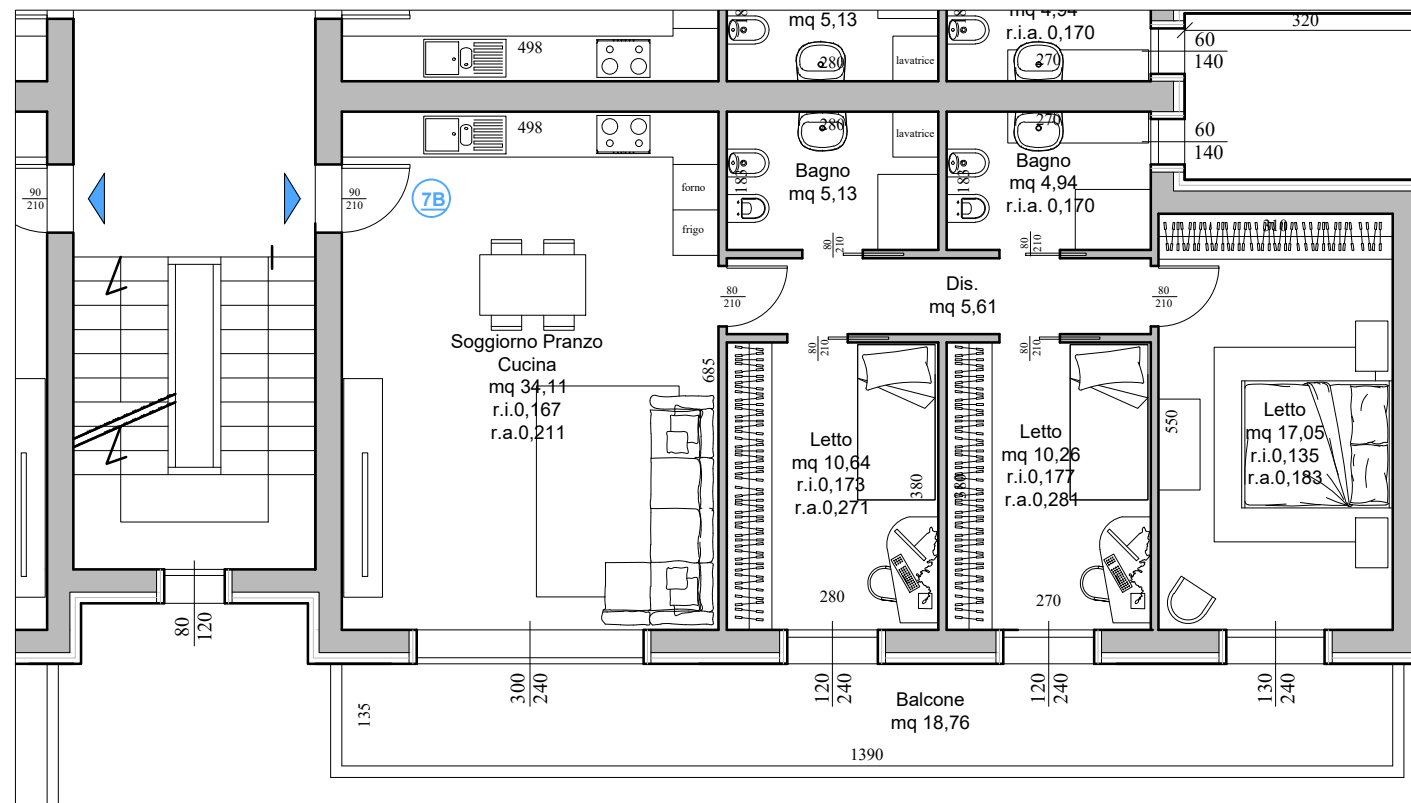 mq 5,13
mq 4,94
r.i.a. 0,170
320
498
280
lavatrice
270
60
140
498
280
lavatrice
270
60
140
Bagno
mq 5,13
183
Bagno
mq 4,94
r.i.a. 0,170
183
90
210
90
210
7B
forno
frigo
80
210
80
210
310
Dis.
mq 5,61
80
210
80
210
Soggiorno Pranzo
Cucina
mq 34,11
r.i.0,167
r.a.0,211
685
80
210
80
210
Letto
mq 10,64
r.i.0,173
r.a.0,271
380
Letto
mq 10,26
r.i.0,177
r.a.0,281
380
550
Letto
mq 17,05
r.i.0,135
r.a.0,183
280
270
80
120
300
240
120
240
120
240
130
240
135
Balcone
mq 18,76
1390